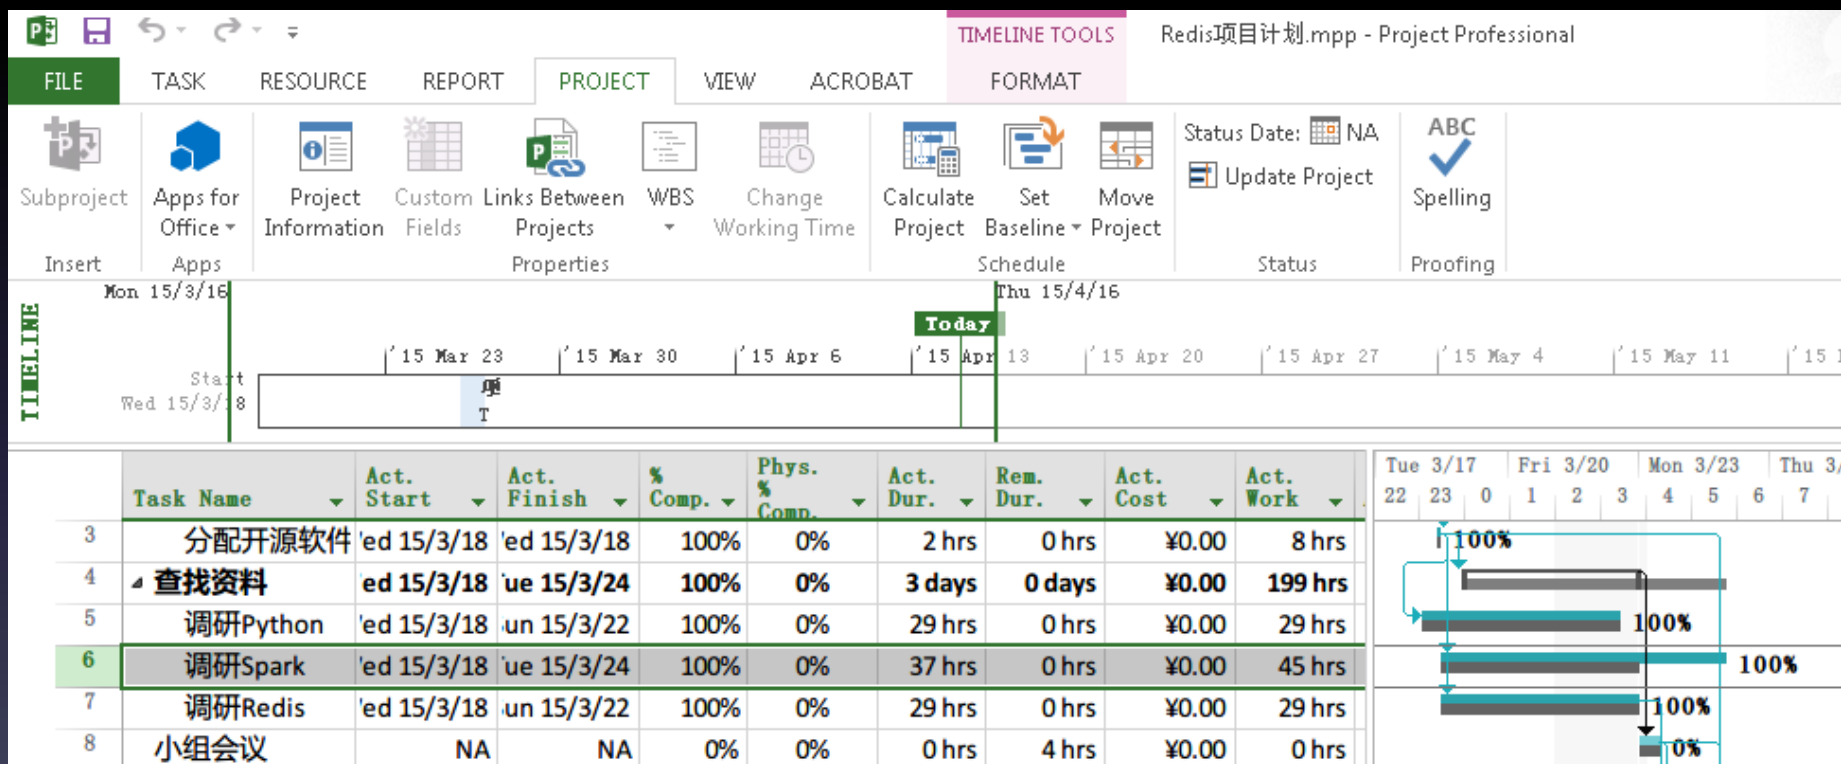 TIMELINE TOOLS
Redis项目计划.mpp - Project Professional
FILE TASK RESOURCE REPORT PROJECT VIEW ACROBAT FORMAT
Subproject
Apps for Office
Project Information
Custom Fields
Links Between Projects
WBS
Change Working Time
Calculate Project
Set Baseline
Move Project
Status Date: NA
Update Project
ABC
Spelling
Insert Apps Properties Schedule Status Proofing
TIMELINE
Mon 15/3/16 Thu 15/4/16
Today
'15 Mar 23 '15 Mar 30 '15 Apr 6 '15 Apr 13 '15 Apr 20 '15 Apr 27 '15 May 4 '15 May 11 '15
Start
Wed 15/3/18
T
Task Name Act. Start Act. Finish % Comp. Phys. % Comp. Act. Dur. Rem. Dur. Act. Cost Act. Work
Tue 3/17 Fri 3/20 Mon 3/23 Thu 3/
22 23 0 1 2 3 4 5 6 7
3 分配开源软件 'ed 15/3/18 'ed 15/3/18 100% 0% 2 hrs 0 hrs ¥0.00 8 hrs 100%
4 查找资料 ed 15/3/18 ue 15/3/24 100% 0% 3 days 0 days ¥0.00 199 hrs
5 调研Python 'ed 15/3/18 un 15/3/22 100% 0% 29 hrs 0 hrs ¥0.00 29 hrs 100%
6 调研Spark 'ed 15/3/18 ue 15/3/24 100% 0% 37 hrs 0 hrs ¥0.00 45 hrs 100%
7 调研Redis 'ed 15/3/18 un 15/3/22 100% 0% 29 hrs 0 hrs ¥0.00 29 hrs 100%
8 小组会议 NA NA 0% 0% 0 hrs 4 hrs ¥0.00 0 hrs 0%